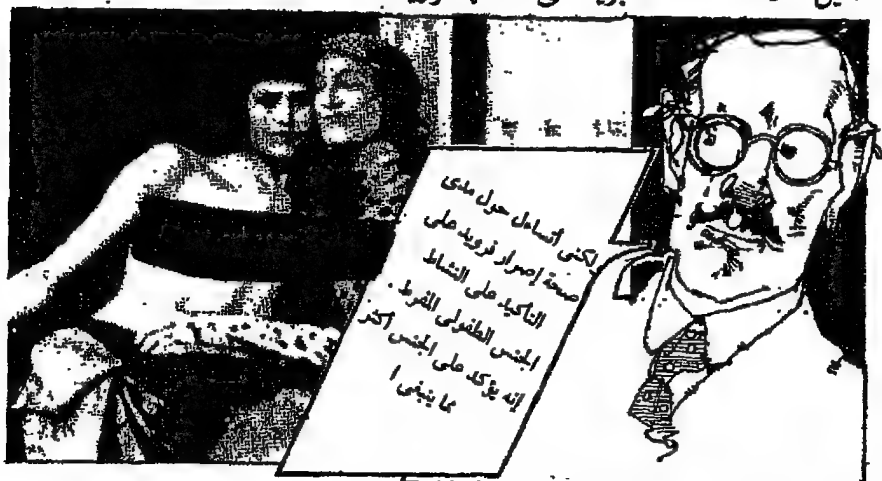 لكنى أتساءل حول مدى
صحة إصرار فرويد على
التأكيد على النشاط
الجنس الطفولى المفرط.
إنه يؤكد على الجنس أكثر
مما ينبغى !